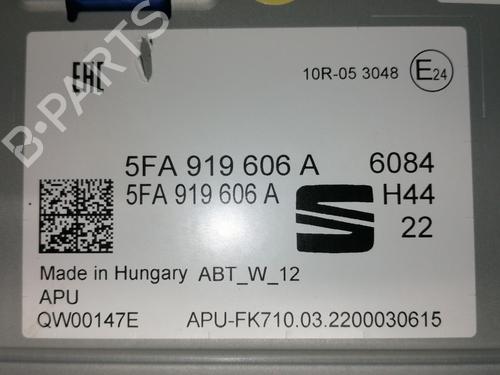 B-PARTS
EAC
10R-05 3048 E24
5FA 919 606 A 6084
5FA 919 606 A H44
22
Made in Hungary ABT_W_12
APU
QW00147E APU-FK710.03.2200030615